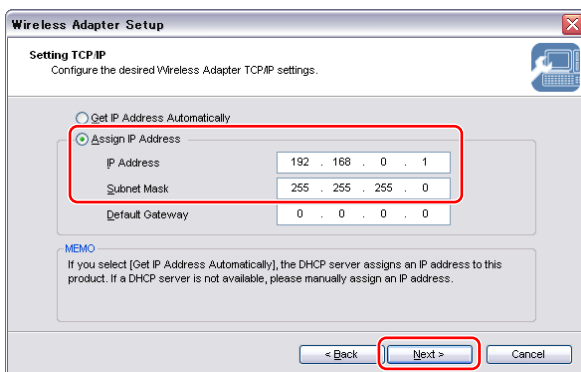 Wireless Adapter Setup
Setting TCP/IP
Configure the desired Wireless Adapter TCP/IP settings.
Get IP Address Automatically
Assign IP Address
IP Address 192 . 168 . 0 . 1
Subnet Mask 255 . 255 . 255 . 0
Default Gateway 0 . 0 . 0 . 0
MEMO
If you select [Get IP Address Automatically], the DHCP server assigns an IP address to this
product. If a DHCP server is not available, please manually assign an IP address.
< Back Next > Cancel